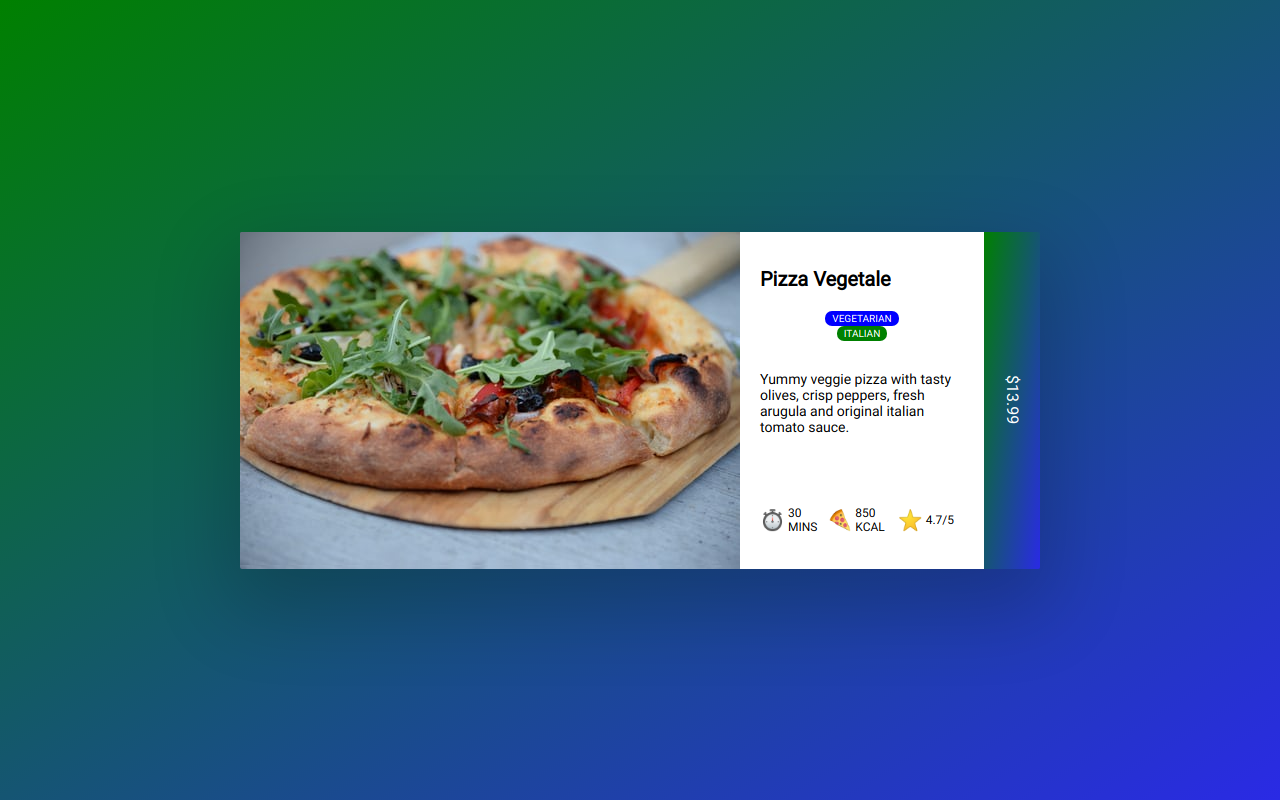 Pizza Vegetale
VEGETARIAN
ITALIAN
Yummy veggie pizza with tasty
olives, crisp peppers, fresh
arugula and original italian
tomato sauce.
30
MINS
850
KCAL
4.7/5
$13.99